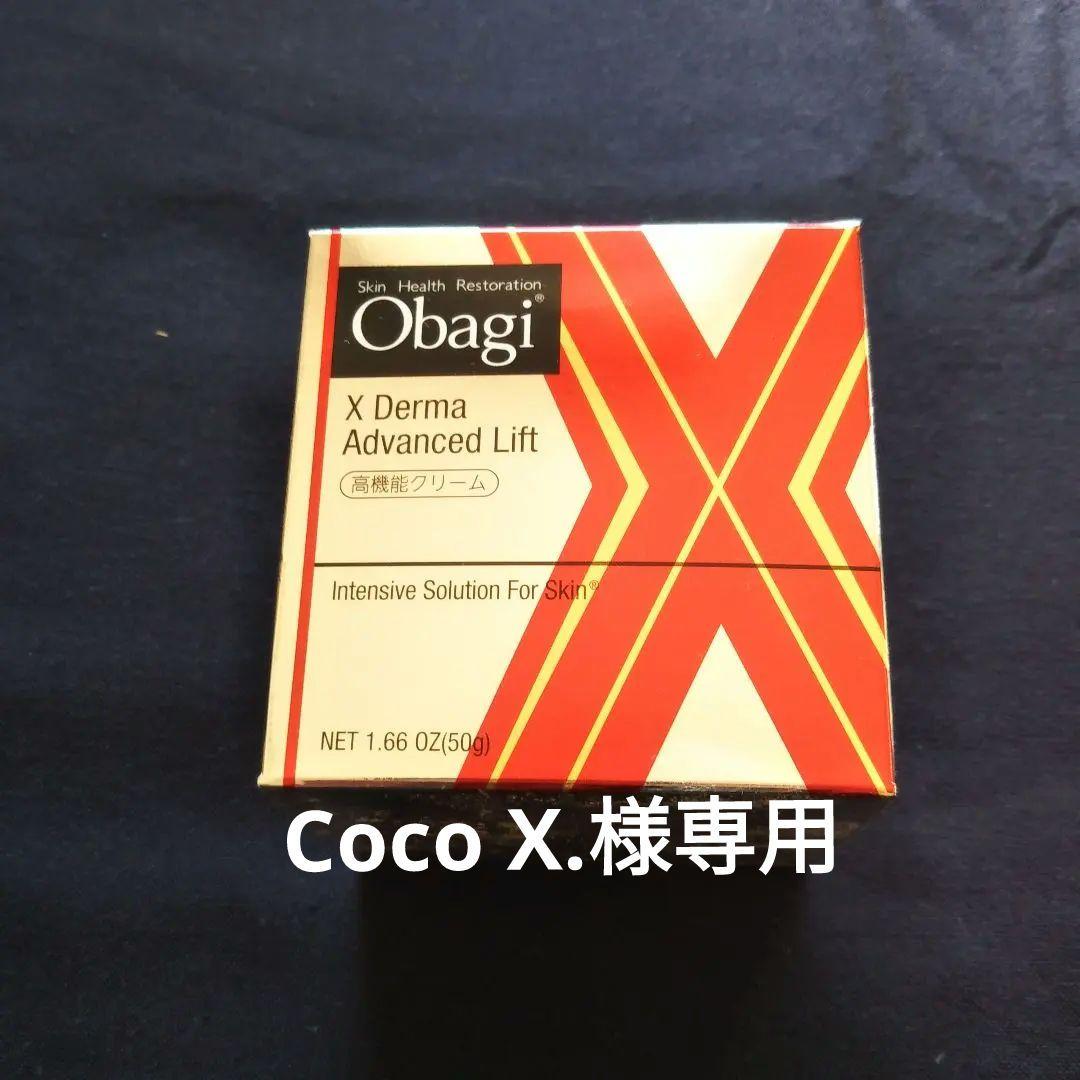 Skin Health Restoration
Obagi®
X Derma
Advanced Lift
高機能クリーム
Intensive Solution For Skin®
NET 1.66 OZ(50g)
Coco X.様専用